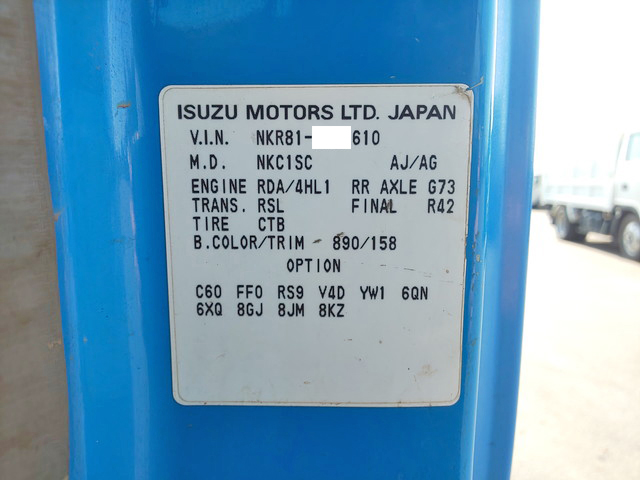 ISUZU MOTORS LTD. JAPAN
V.I.N. NKR81- 610
M.D. NKC1SC AJ/AG
ENGINE RDA/4HL1 RR AXLE G73
TRANS. RSL FINAL R42
TIRE CTB
B.COLOR/TRIM - 890/158
OPTION
C60 FF0 RS9 V4D YW1 6QN
6XQ 8GJ 8JM 8KZ